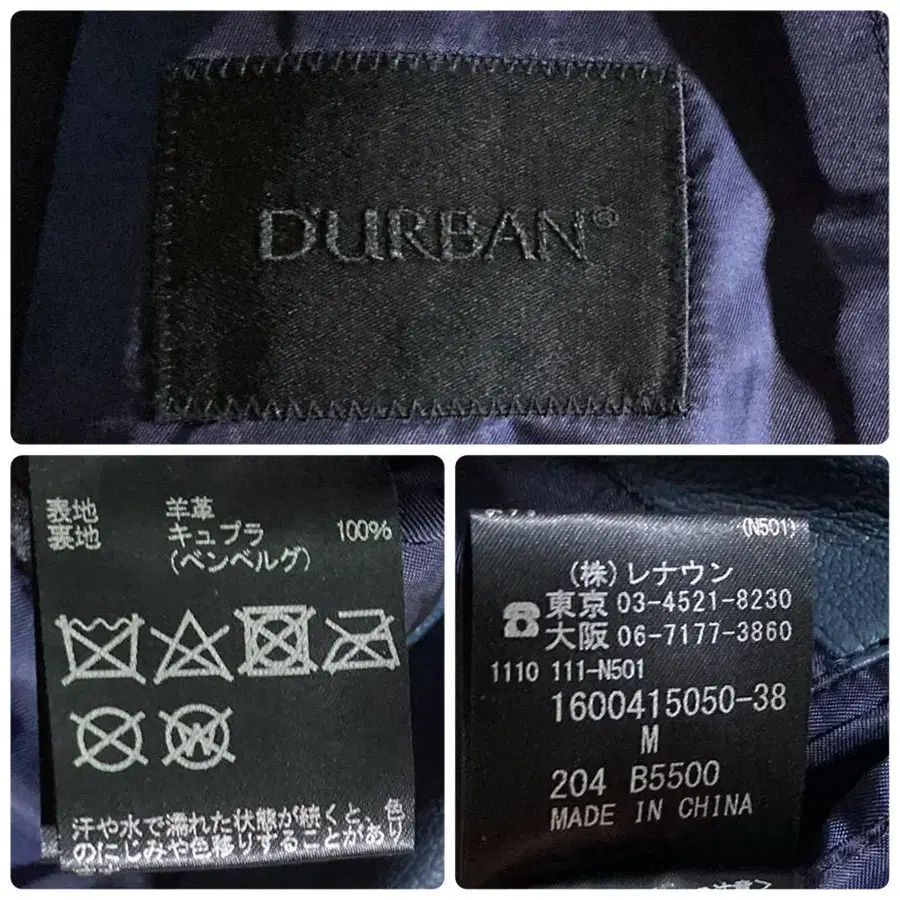 D'URBAN®
表地 羊革
裏地 キュプラ 100%
(ベンベルグ)
汗や水で濡れた状態が続くと、色
のにじみや色移りすることがあり
(N501)
(株)レナウン
☎東京 03-4521-8230
大阪 06-7177-3860
1110 111-N501
1600415050-38
M
204 B5500
MADE IN CHINA